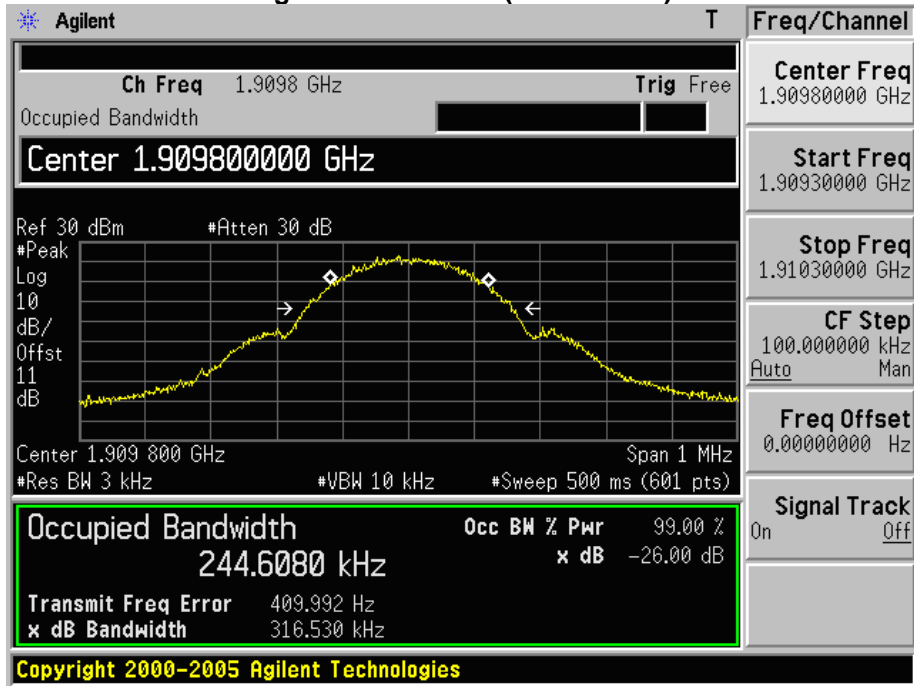 Agilent T Freq/Channel
Ch Freq 1.9098 GHz Trig Free
Occupied Bandwidth
Center 1.909800000 GHz
Ref 30 dBm #Atten 30 dB
#Peak
Log
10
dB/
Offst
11
dB
Center 1.909 800 GHz Span 1 MHz
#Res BW 3 kHz #VBW 10 kHz #Sweep 500 ms (601 pts)
Occupied Bandwidth Occ BW % Pwr 99.00 %
244.6080 kHz x dB -26.00 dB
Transmit Freq Error 409.992 Hz
x dB Bandwidth 316.530 kHz
Copyright 2000-2005 Agilent Technologies
Center Freq
1.90980000 GHz
Start Freq
1.90930000 GHz
Stop Freq
1.91030000 GHz
CF Step
100.000000 kHz
Auto Man
Freq Offset
0.00000000 Hz
Signal Track
On Off